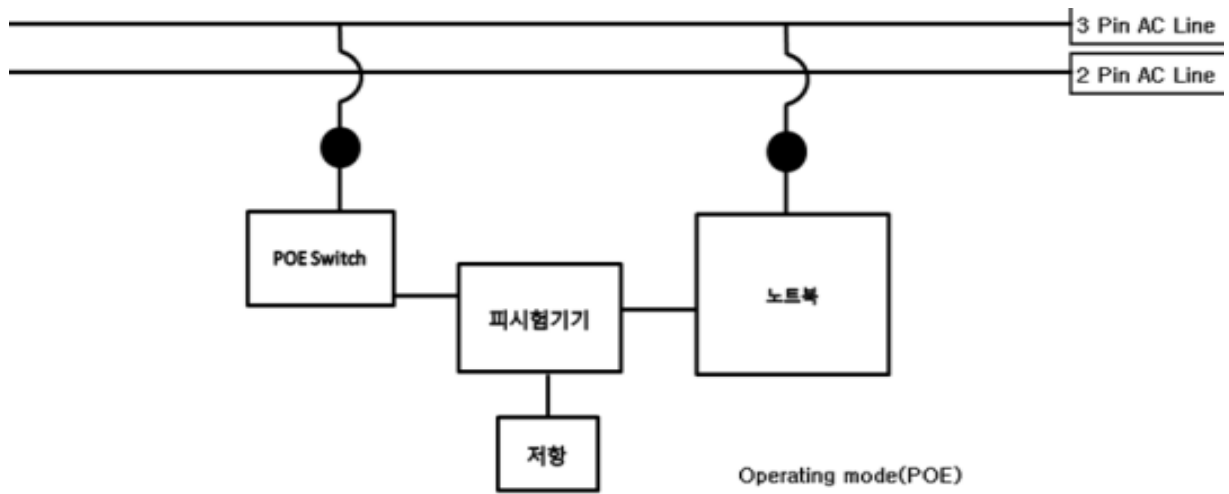 3 Pin AC Line
2 Pin AC Line
POE Switch
노트북
피시험기기
저항
Operating mode(POE)